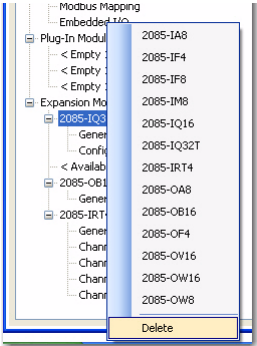 Modbus Mapping
Embedded I/O
Plug-In Modul
< Empty
< Empty
< Empty
Expansion Mo
2085-IQ3
Gener
Config
< Availab
2085-OB1
Gener
2085-IRT4
Gener
Chann
Chann
Chann
Chann
2085-IA8
2085-IF4
2085-IF8
2085-IM8
2085-IQ16
2085-IQ32T
2085-IRT4
2085-OA8
2085-OB16
2085-OF4
2085-OV16
2085-OW16
2085-OW8
Delete